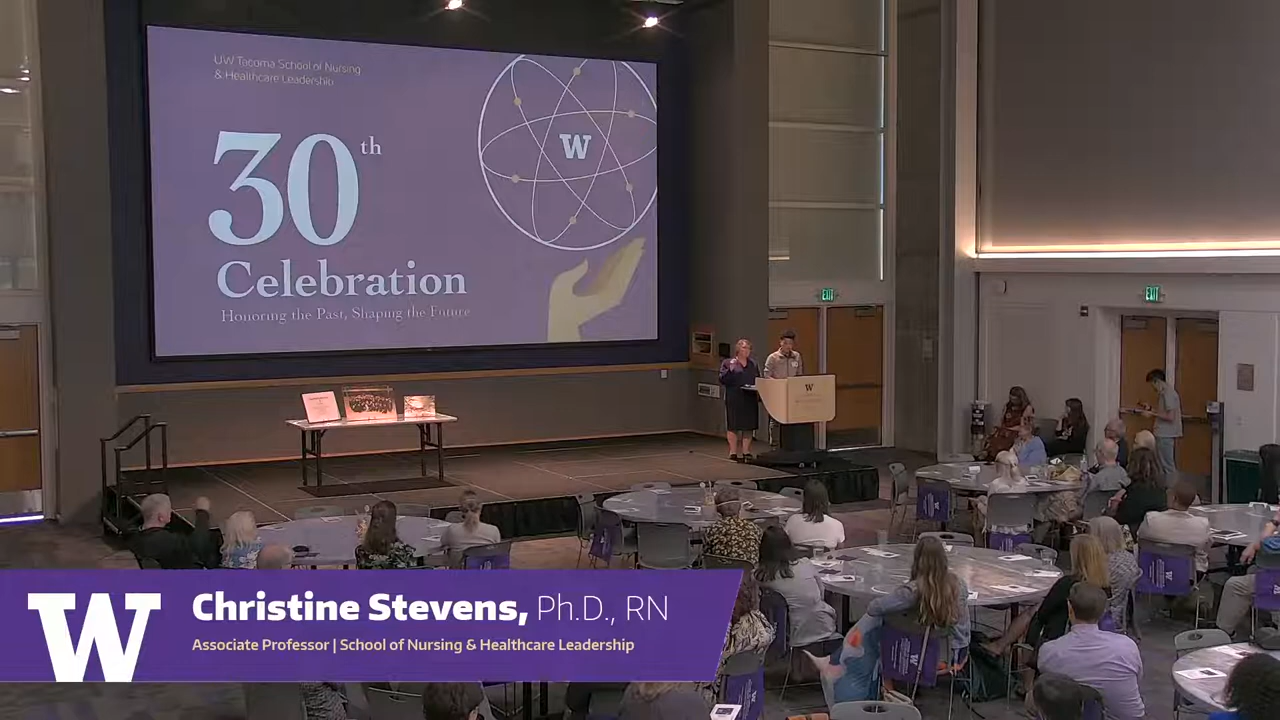 UW Tacoma School of Nursing
& Healthcare Leadership
30th
Celebration
Honoring the Past, Shaping the Future
W
W
EXIT
EXIT
W
Christine Stevens, Ph.D., RN
Associate Professor | School of Nursing & Healthcare Leadership